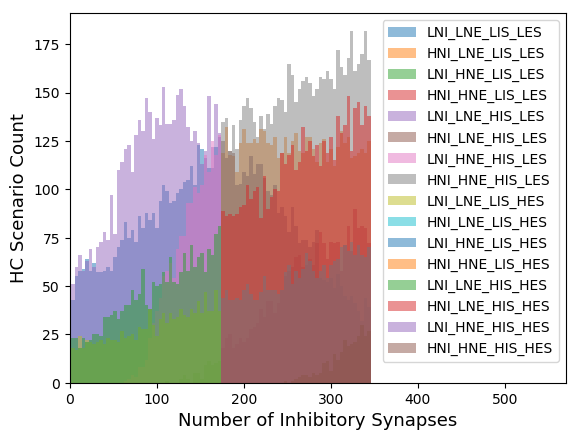 175
150
125
100
75
50
25
0
HC Scenario Count
0
100
200
300
400
500
Number of Inhibitory Synapses
LNI_LNE_LIS_LES
HNI_LNE_LIS_LES
LNI_HNE_LIS_LES
HNI_HNE_LIS_LES
LNI_LNE_HIS_LES
HNI_LNE_HIS_LES
LNI_HNE_HIS_LES
HNI_HNE_HIS_LES
LNI_LNE_LIS_HES
HNI_LNE_LIS_HES
LNI_HNE_LIS_HES
HNI_HNE_LIS_HES
LNI_LNE_HIS_HES
HNI_LNE_HIS_HES
LNI_HNE_HIS_HES
HNI_HNE_HIS_HES